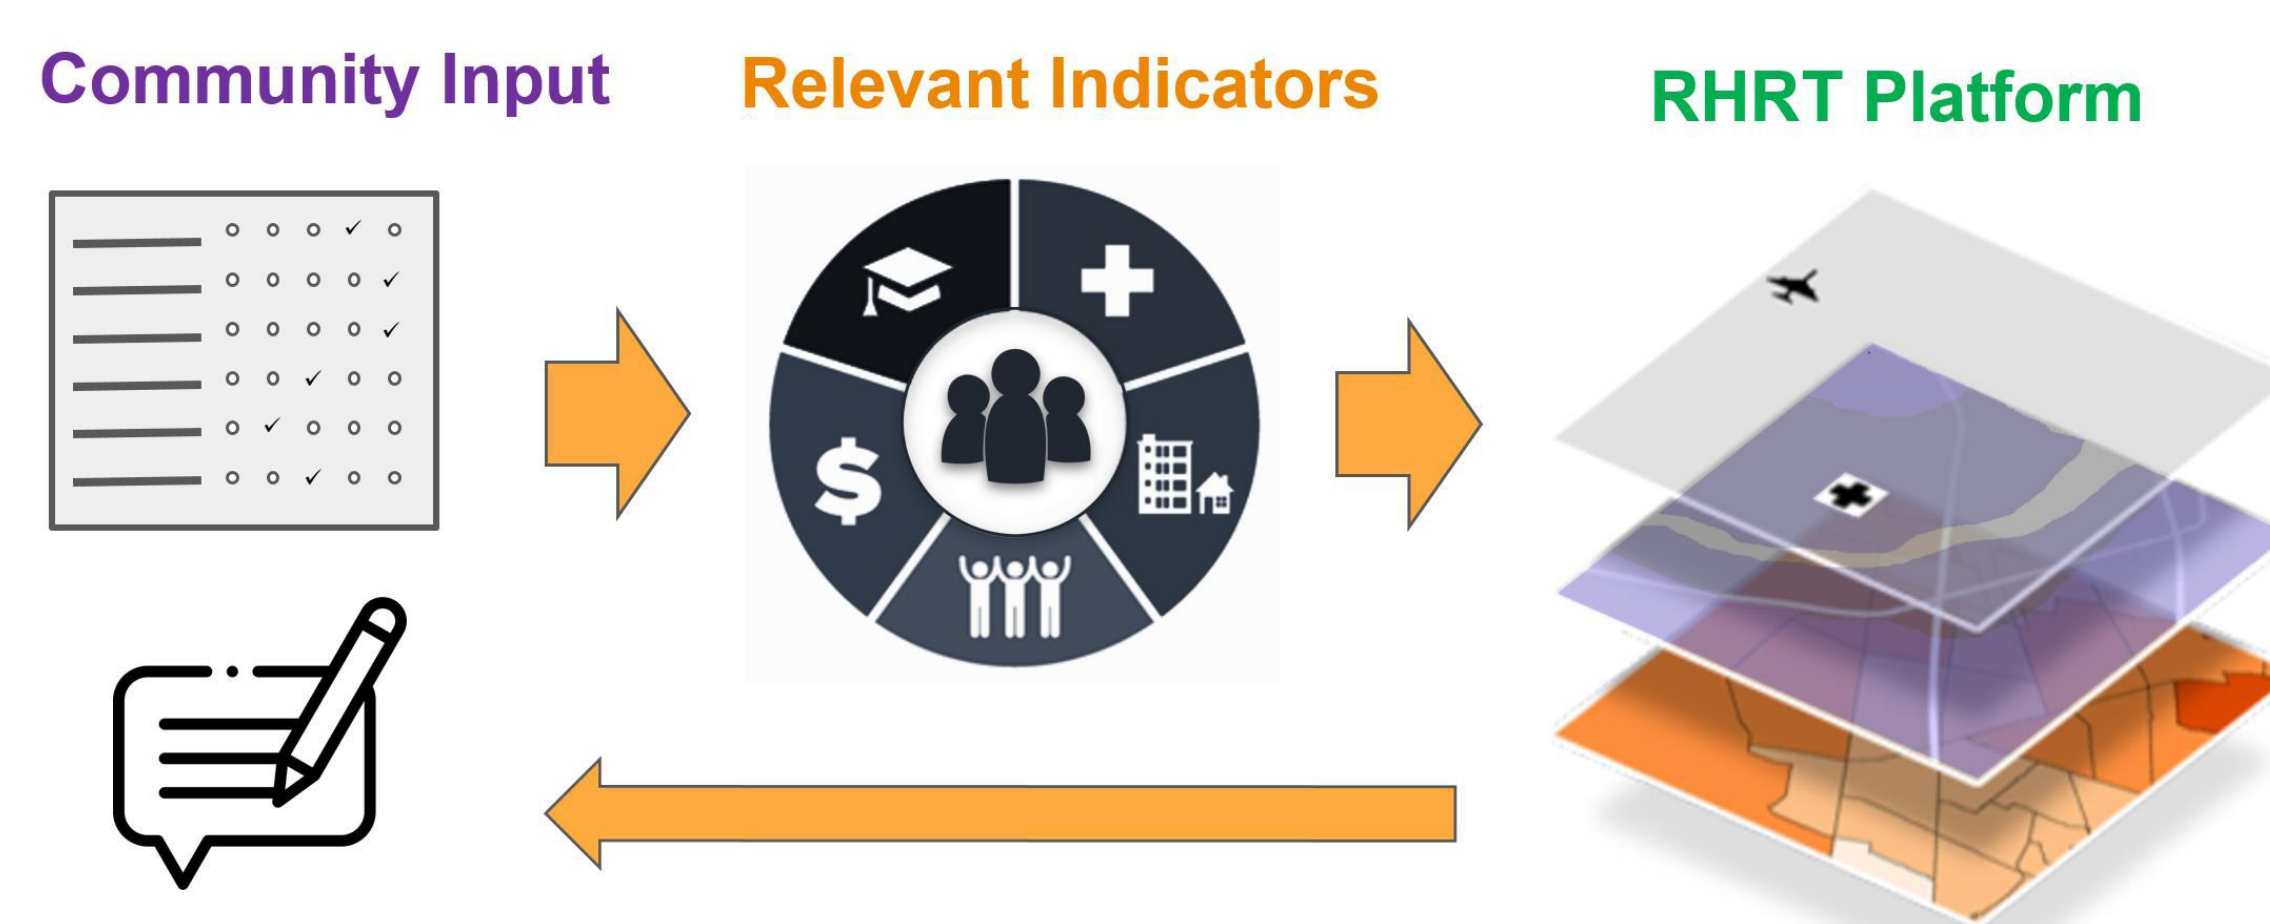 Community Input
Relevant Indicators
RHRT Platform
$